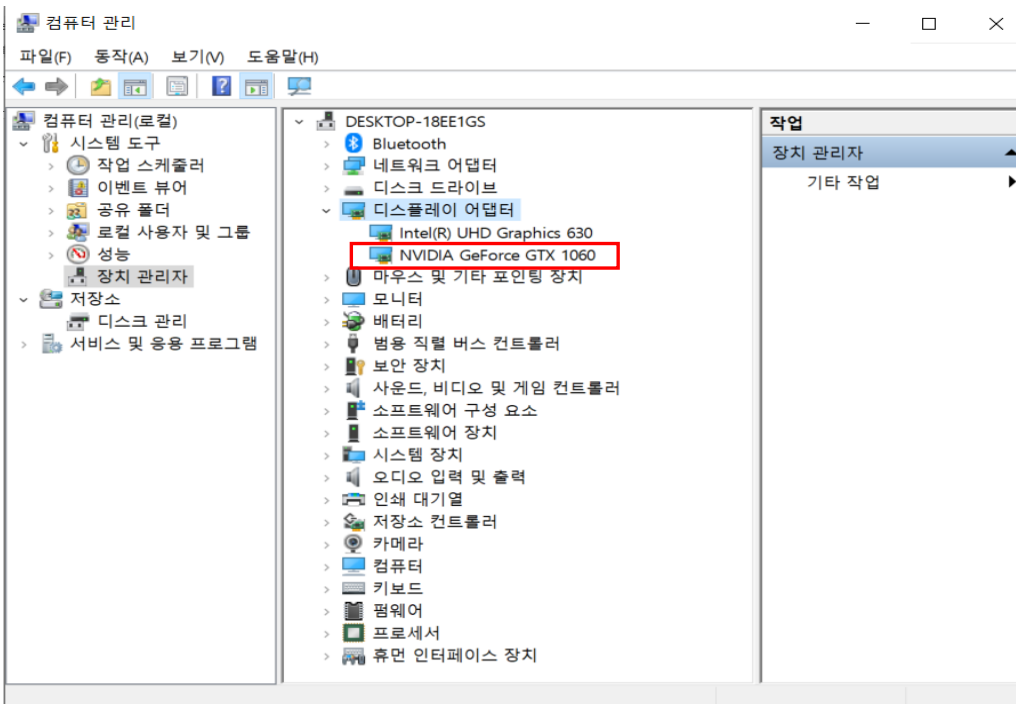 컴퓨터 관리
파일(F) 동작(A) 보기(V) 도움말(H)
컴퓨터 관리(로컬)
시스템 도구
작업 스케줄러
이벤트 뷰어
공유 폴더
로컬 사용자 및 그룹
성능
장치 관리자
저장소
디스크 관리
서비스 및 응용 프로그램
DESKTOP-18EE1GS
Bluetooth
네트워크 어댑터
디스크 드라이브
디스플레이 어댑터
Intel(R) UHD Graphics 630
NVIDIA GeForce GTX 1060
마우스 및 기타 포인팅 장치
모니터
배터리
범용 직렬 버스 컨트롤러
보안 장치
사운드, 비디오 및 게임 컨트롤러
소프트웨어 구성 요소
소프트웨어 장치
시스템 장치
오디오 입력 및 출력
인쇄 대기열
저장소 컨트롤러
카메라
컴퓨터
키보드
펌웨어
프로세서
휴먼 인터페이스 장치
작업
장치 관리자
기타 작업